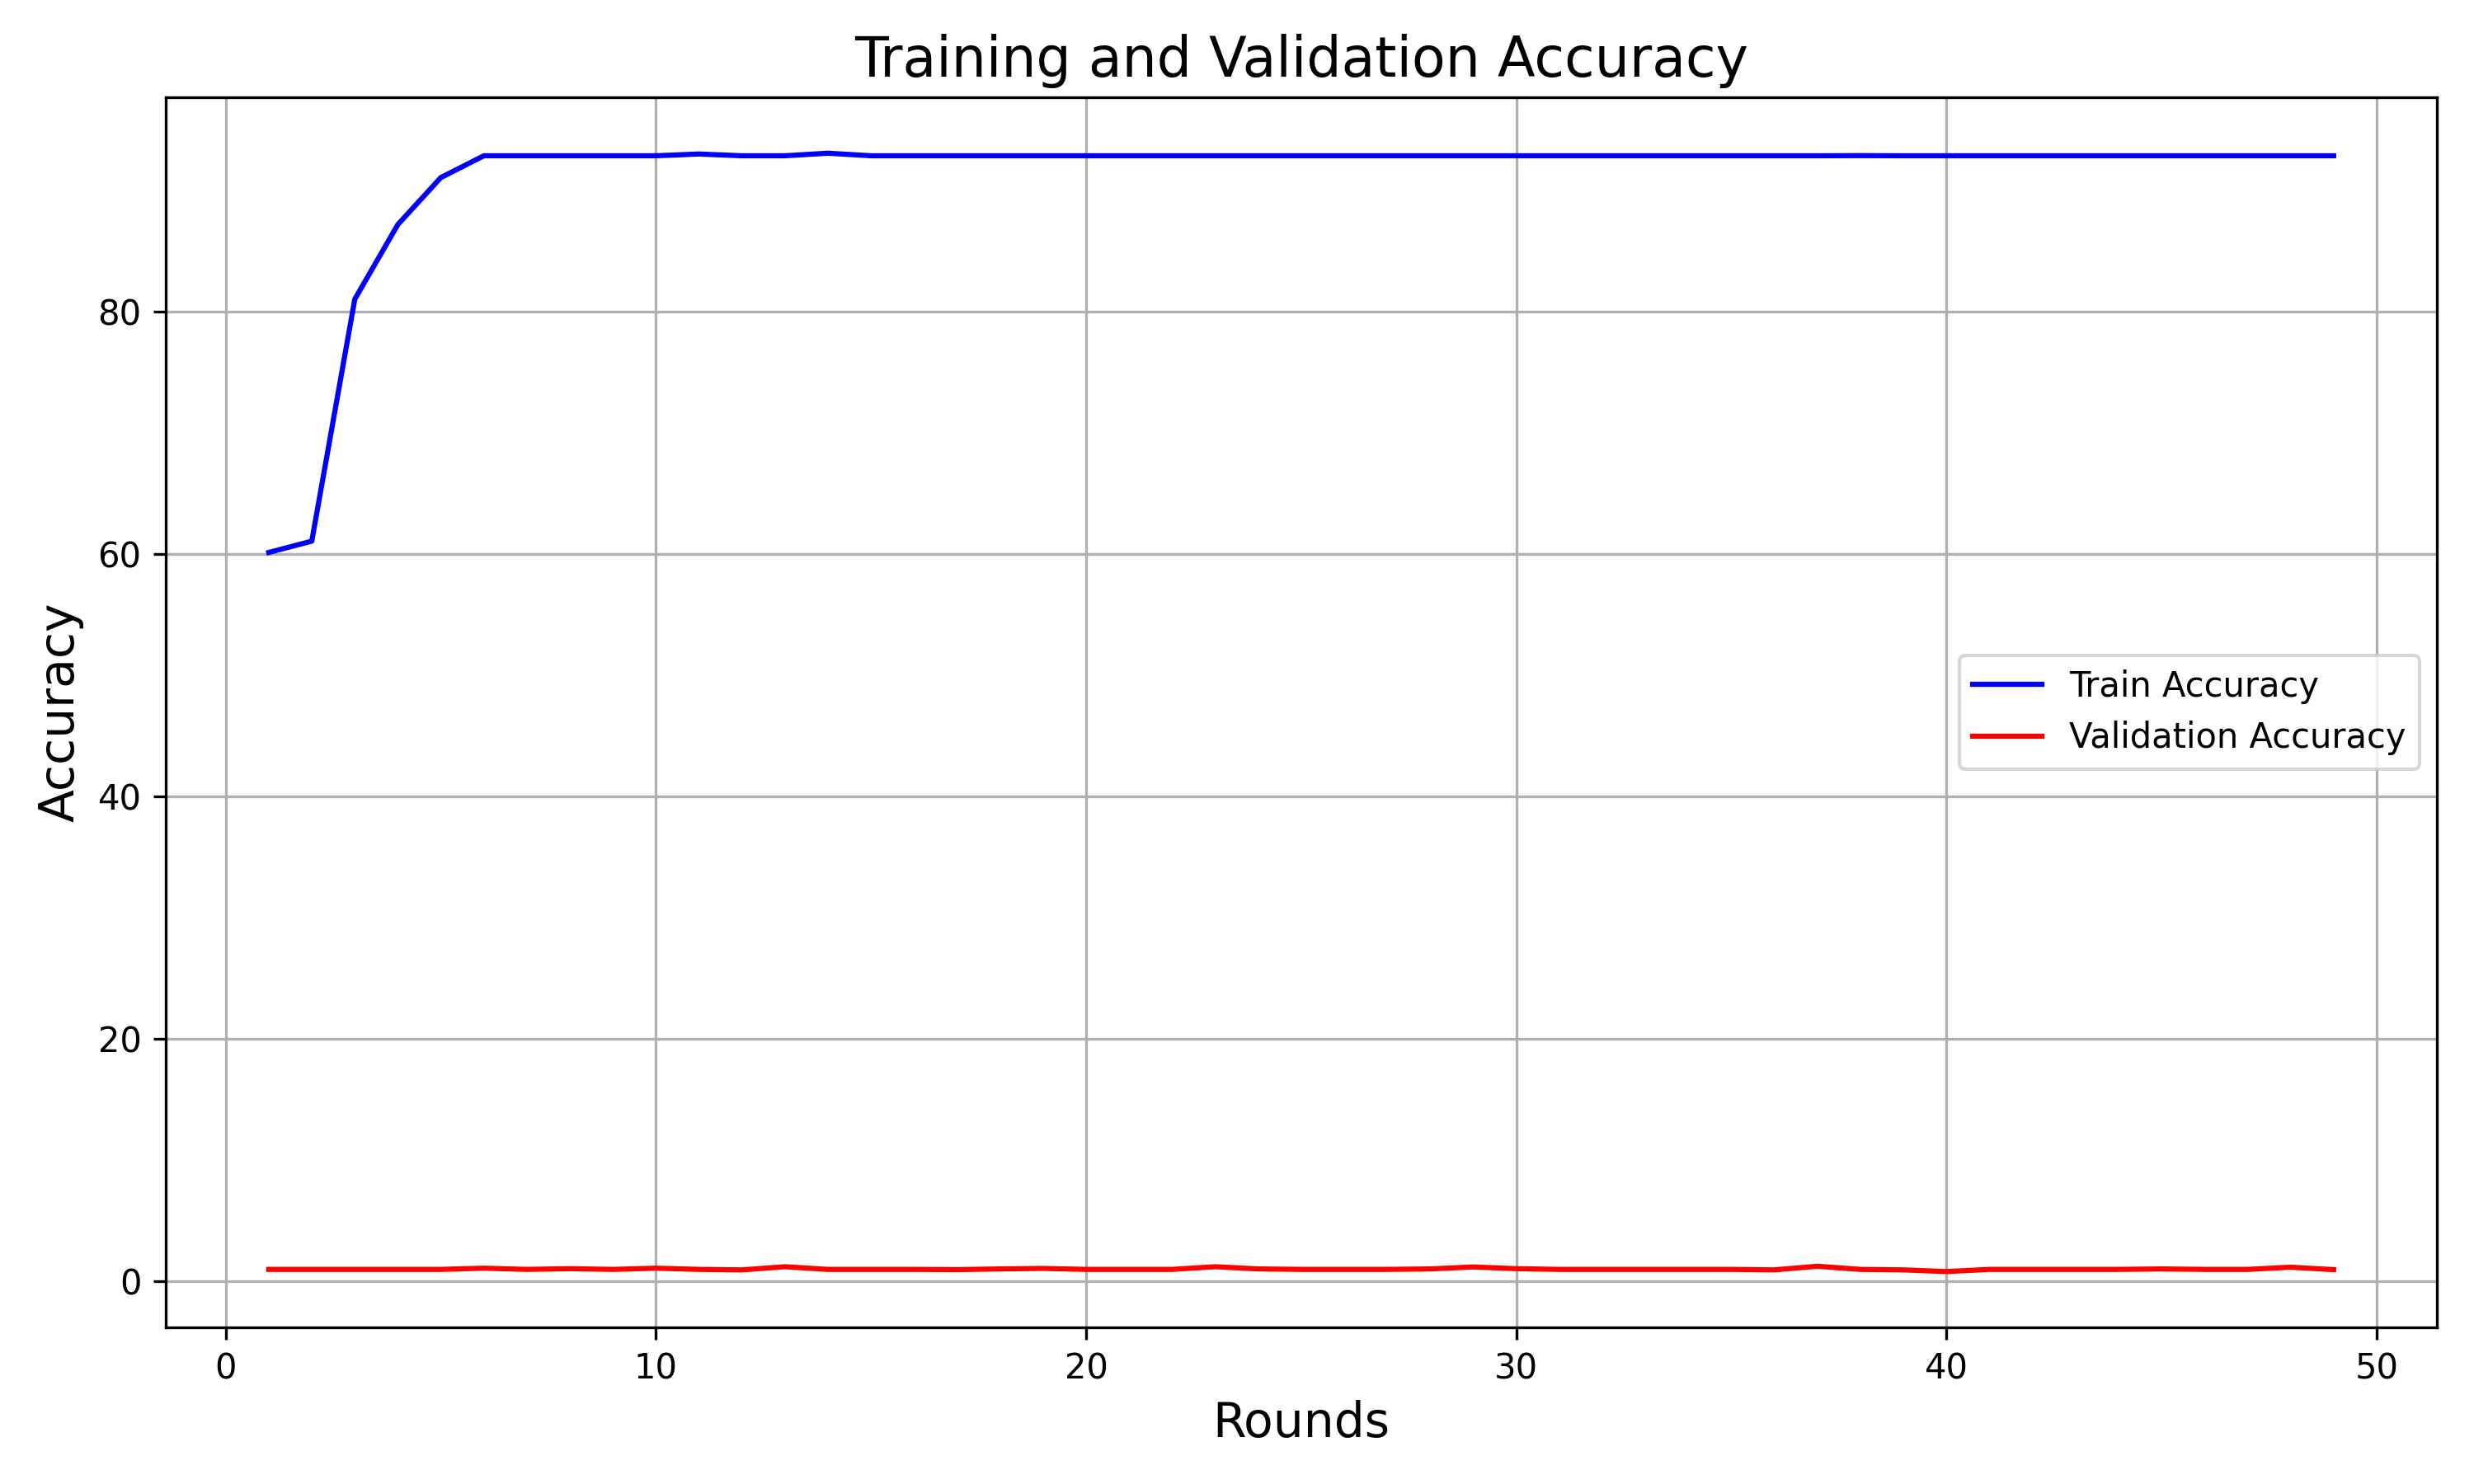 Training and Validation Accuracy
Accuracy
80
60
40
20
0
Train Accuracy
Validation Accuracy
0 10 20 30 40 50
Rounds